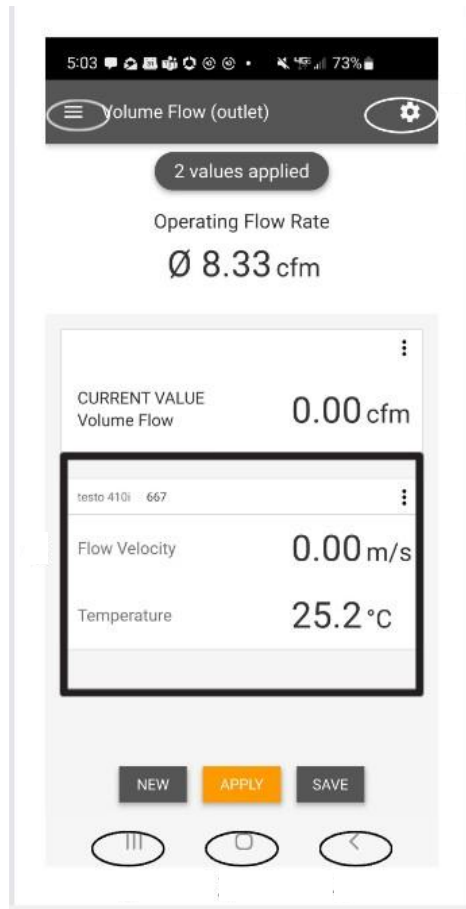 5:03 73%
Volume Flow (outlet)
2 values applied
Operating Flow Rate
Ø 8.33 cfm
CURRENT VALUE
Volume Flow 0.00 cfm
testo 410i 667
Flow Velocity 0.00 m/s
Temperature 25.2 °C
NEW APPLY SAVE